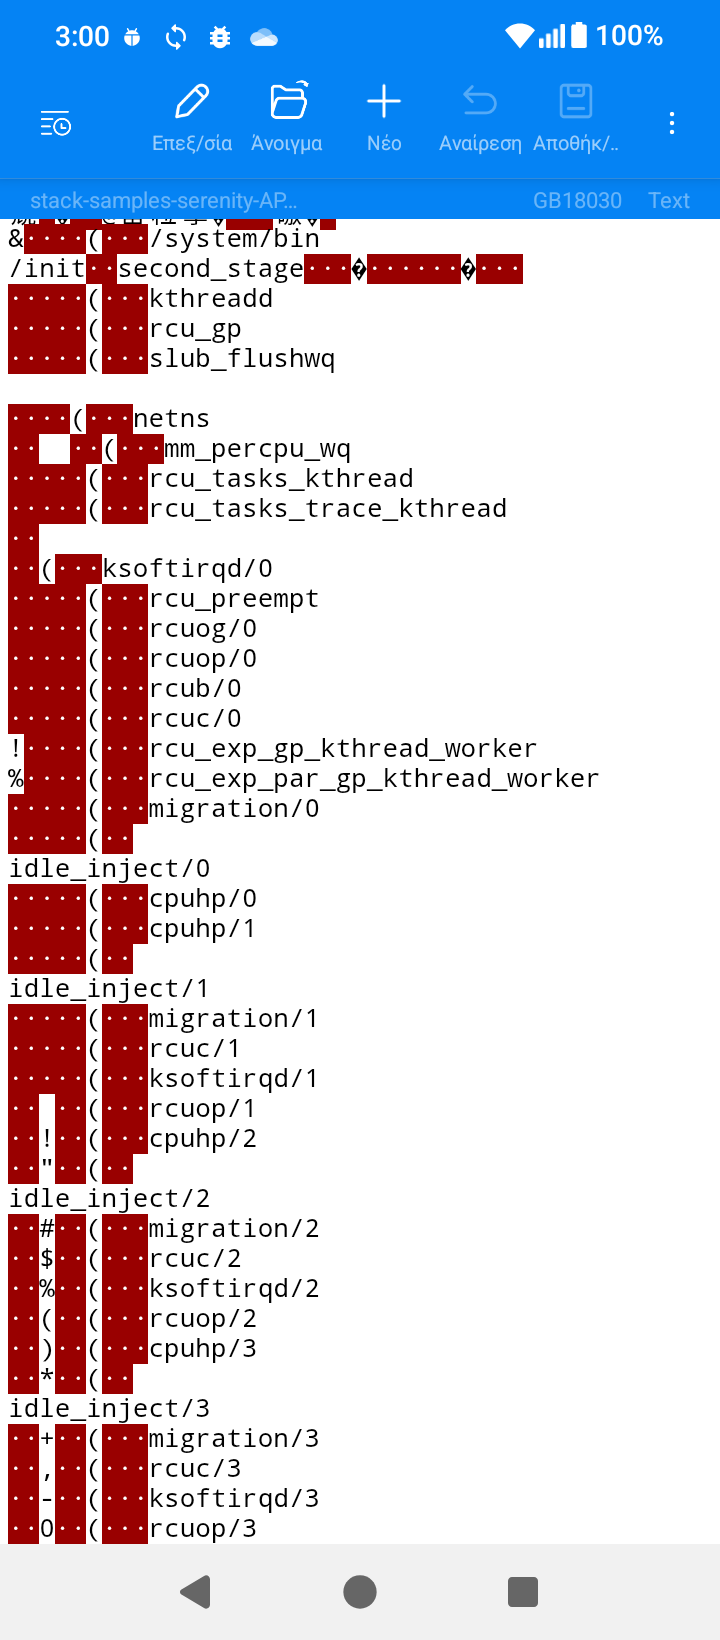 3:00 100%
Επεξ/σία Άνοιγμα Νέο Αναίρεση Αποθήκ/..
stack-samples-serenity-AP... GB18030 Text
&·····(···/system/bin
/init··second_stage···�······�···
·····(···kthreadd
·····(···rcu_gp
·····(···slub_flushwq
····(···netns
·· ··(···mm_percpu_wq
·····(···rcu_tasks_kthread
·····(···rcu_tasks_trace_kthread
··
··(···ksoftirqd/0
·····(···rcu_preempt
·····(···rcuog/0
·····(···rcuop/0
·····(···rcub/0
·····(···rcuc/0
!····(···rcu_exp_gp_kthread_worker
%····(···rcu_exp_par_gp_kthread_worker
·····(···migration/0
·····(··
idle_inject/0
·····(···cpuhp/0
·····(···cpuhp/1
·····(··
idle_inject/1
·····(···migration/1
·····(···rcuc/1
·····(···ksoftirqd/1
·· ··(···rcuop/1
··!··(···cpuhp/2
··"··(··
idle_inject/2
··#··(···migration/2
··$··(···rcuc/2
··%··(···ksoftirqd/2
··(··(···rcuop/2
··)··(···cpuhp/3
··*··(··
idle_inject/3
··+··(···migration/3
··,··(···rcuc/3
··-··(···ksoftirqd/3
··0··(···rcuop/3